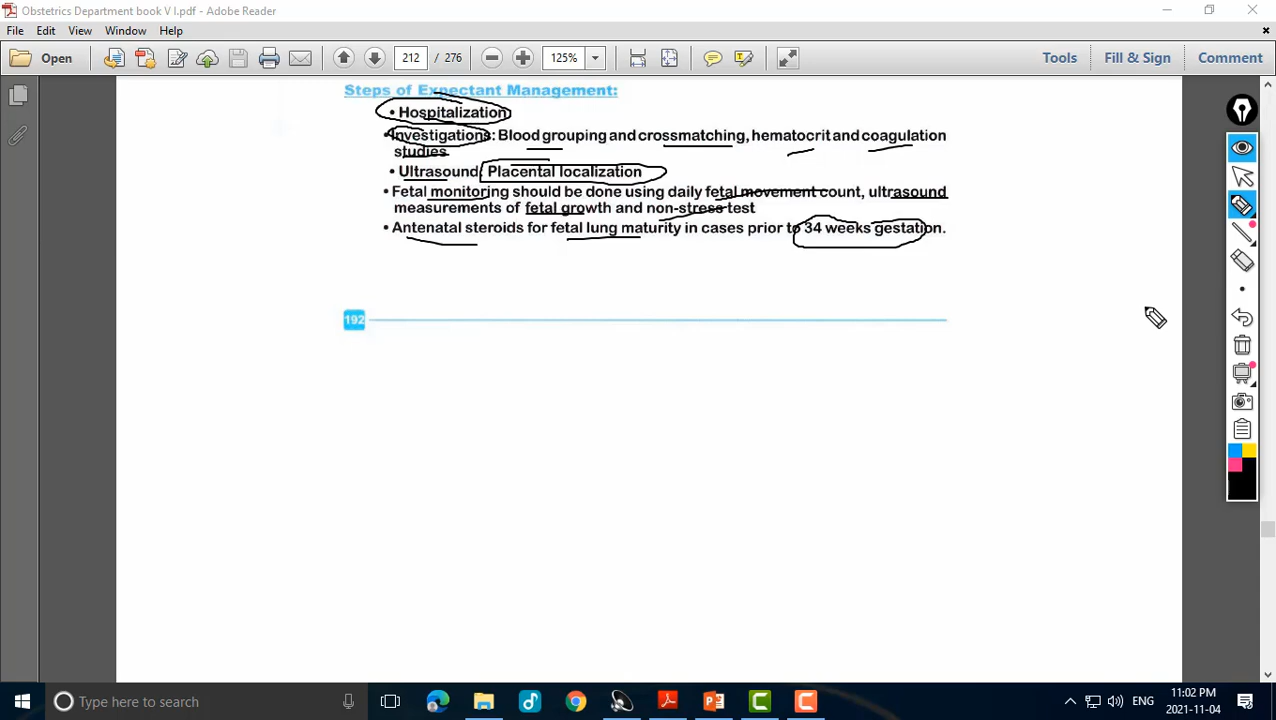 Obstetrics Department book V I.pdf - Adobe Reader
File Edit View Window Help
Open 212 / 276 125% Tools Fill & Sign Comment
Steps of Expectant Management:
• Hospitalization
• Investigations: Blood grouping and crossmatching, hematocrit and coagulation
studies
• Ultrasound: Placental localization
• Fetal monitoring should be done using daily fetal movement count, ultrasound
measurements of fetal growth and non-stress test
• Antenatal steroids for fetal lung maturity in cases prior to 34 weeks gestation.
192
Type here to search
ENG
11:02 PM
2021-11-04